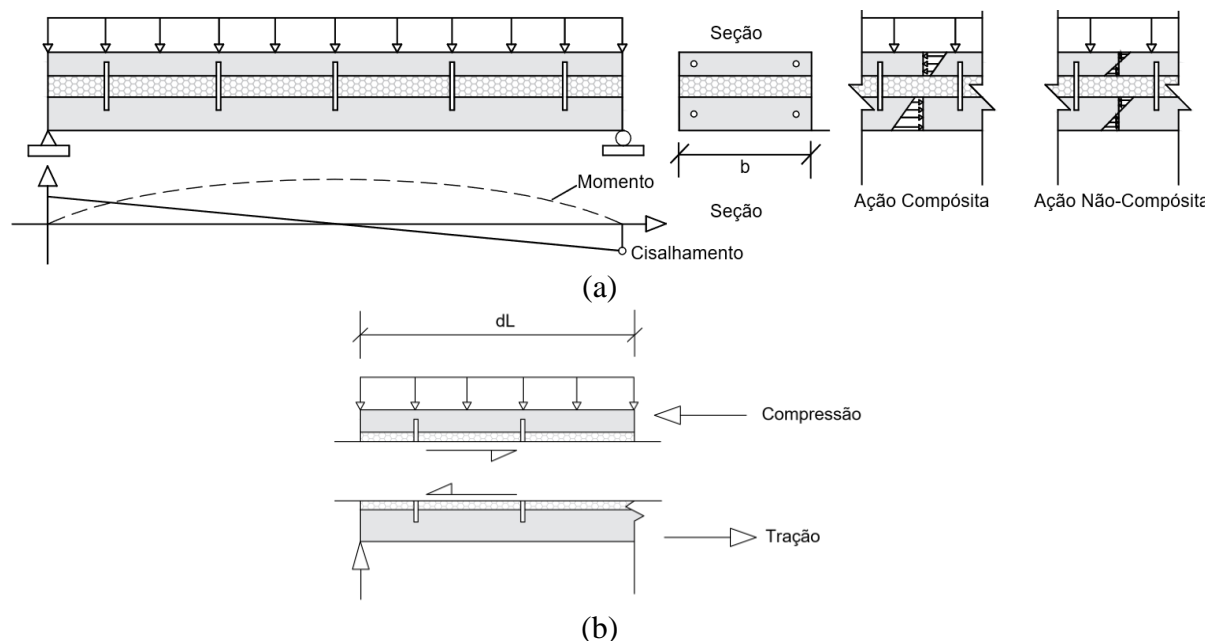 Seção
b
Momento
Seção
Cisalhamento
Ação Compósita
Ação Não-Compósita
(a)
dL
Compressão
Tração
(b)